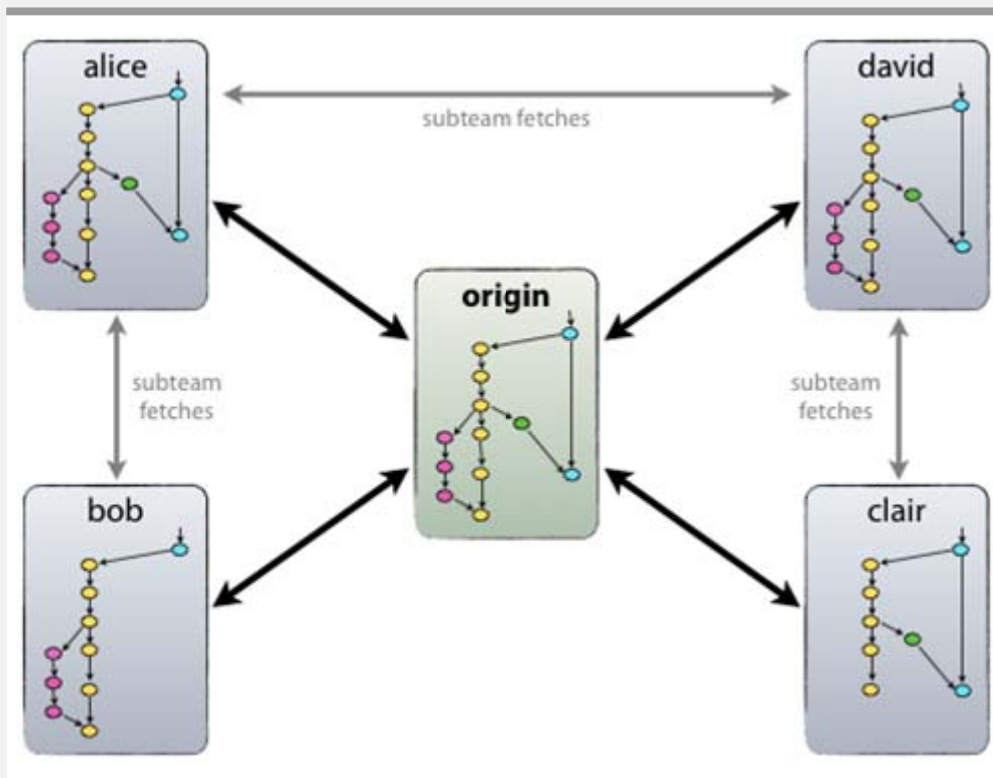 alice
david
subteam fetches
origin
subteam
fetches
subteam
fetches
bob
clair